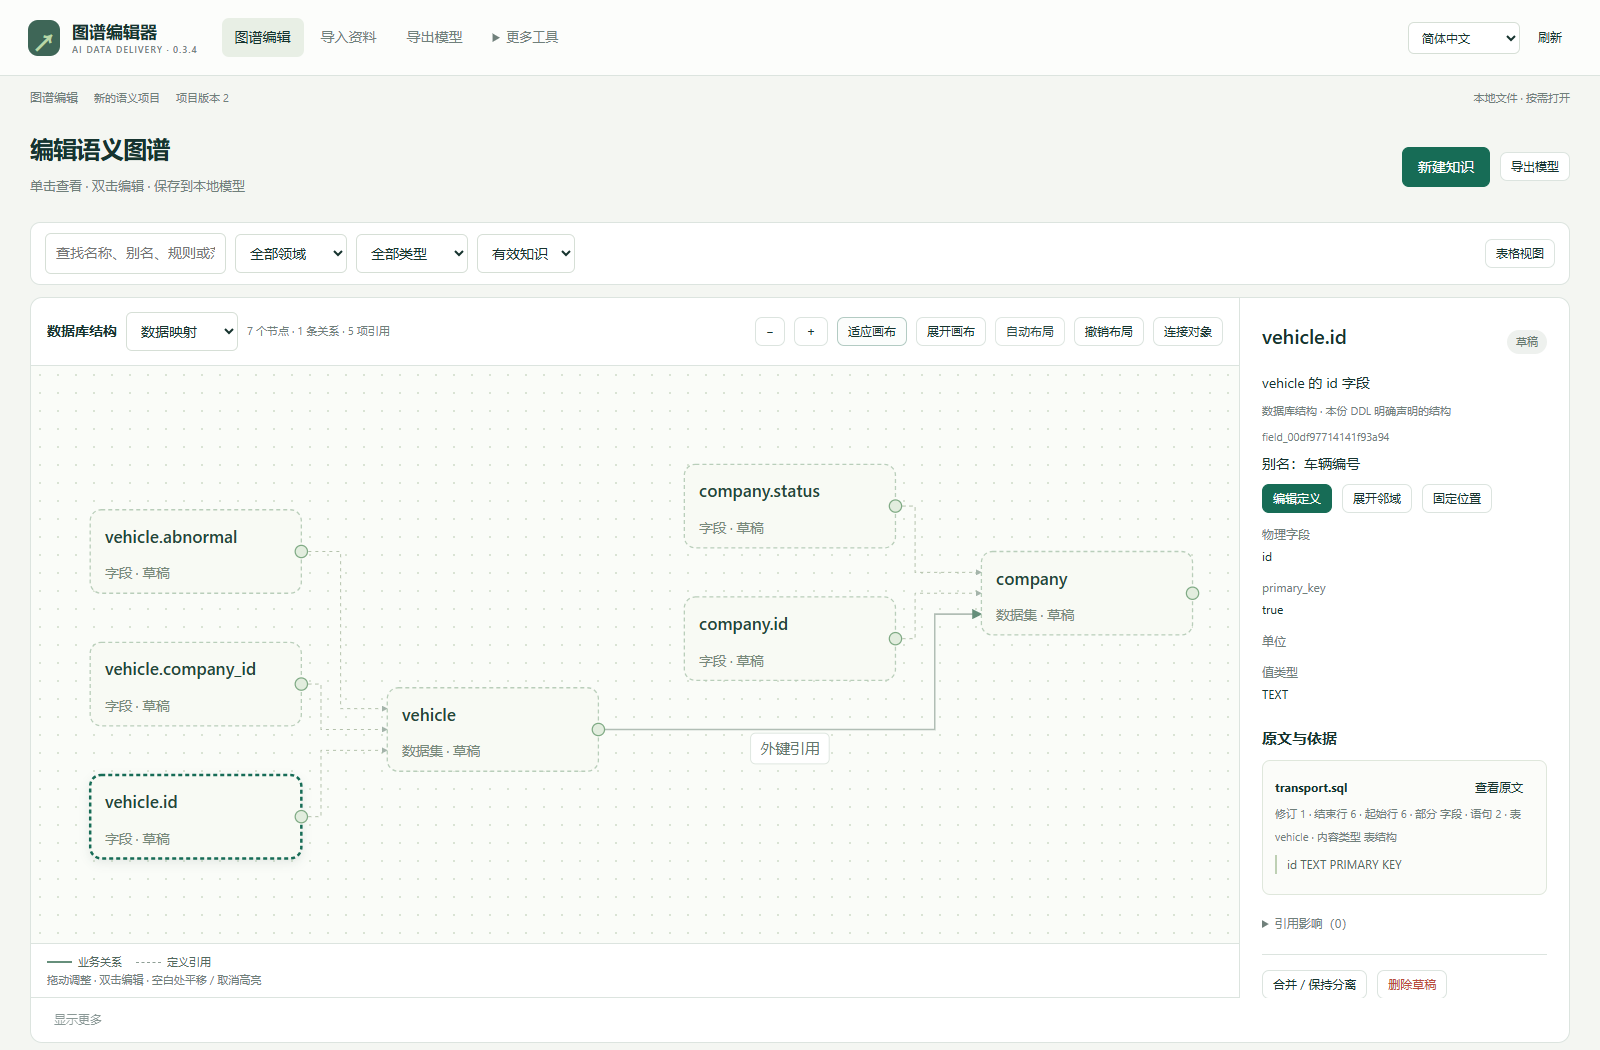 图谱编辑器
AI DATA DELIVERY · 0.3.4
图谱编辑
导入资料
导出模型
更多工具
简体中文
刷新
图谱编辑 新的语义项目 项目版本 2
本地文件 · 按需打开
编辑语义图谱
单击查看 · 双击编辑 · 保存到本地模型
新建知识
导出模型
查找名称、别名、规则或
全部领域
全部类型
有效知识
表格视图
数据库结构
数据映射
7 个节点 · 1 条关系 · 5 项引用
−
+
适应画布
展开画布
自动布局
撤销布局
连接对象
company.status
字段 · 草稿
vehicle.abnormal
字段 · 草稿
company
数据集 · 草稿
company.id
字段 · 草稿
vehicle.company_id
字段 · 草稿
vehicle
数据集 · 草稿
外键引用
vehicle.id
字段 · 草稿
业务关系
定义引用
拖动调整 · 双击编辑 · 空白处平移 / 取消高亮
显示更多
vehicle.id
草稿
vehicle 的 id 字段
数据库结构 · 本份 DDL 明确声明的结构
field_00df97714141f93a94
别名：车辆编号
编辑定义
展开邻域
固定位置
物理字段
id
primary_key
true
单位
值类型
TEXT
原文与依据
transport.sql
查看原文
修订 1 · 结束行 6 · 起始行 6 · 部分 字段 · 语句 2 · 表
vehicle · 内容类型 表结构
id TEXT PRIMARY KEY
引用影响（0）
合并 / 保持分离
删除草稿